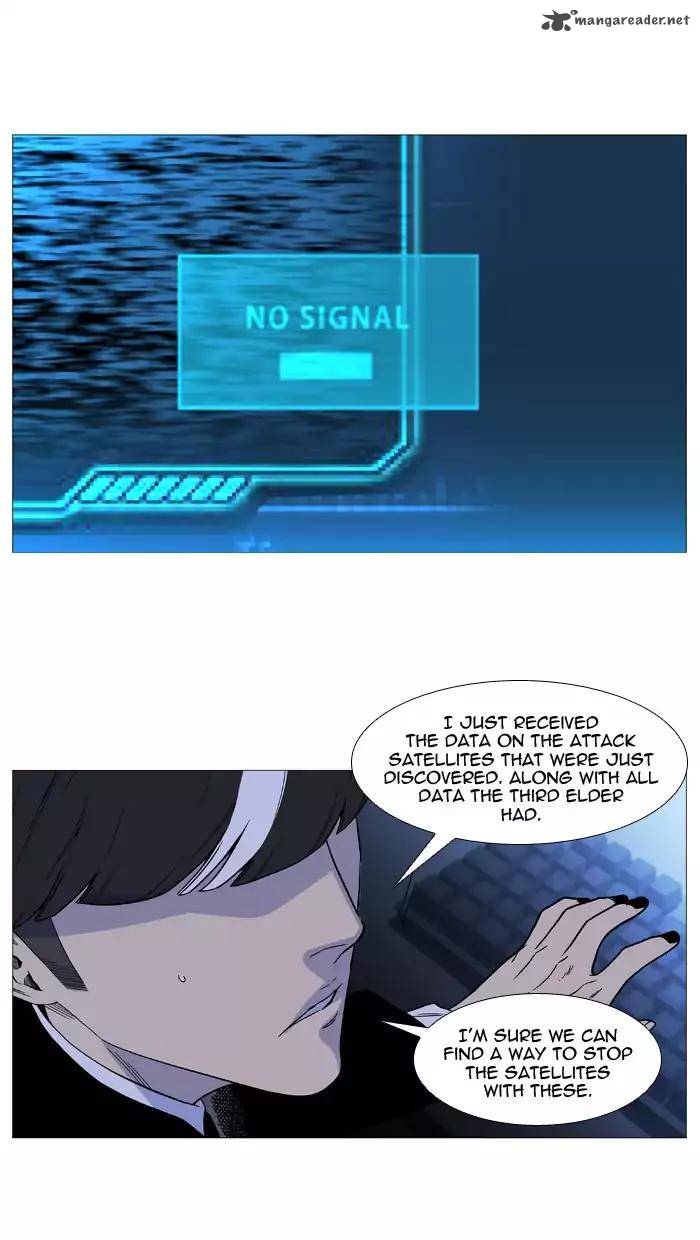 mangareader.net
NO SIGNAL
I JUST RECEIVED
THE DATA ON THE ATTACK
SATELLITES THAT WERE JUST
DISCOVERED. ALONG WITH ALL
DATA THE THIRD ELDER
HAD.
I'M SURE WE CAN
FIND A WAY TO STOP
THE SATELLITES
WITH THESE.